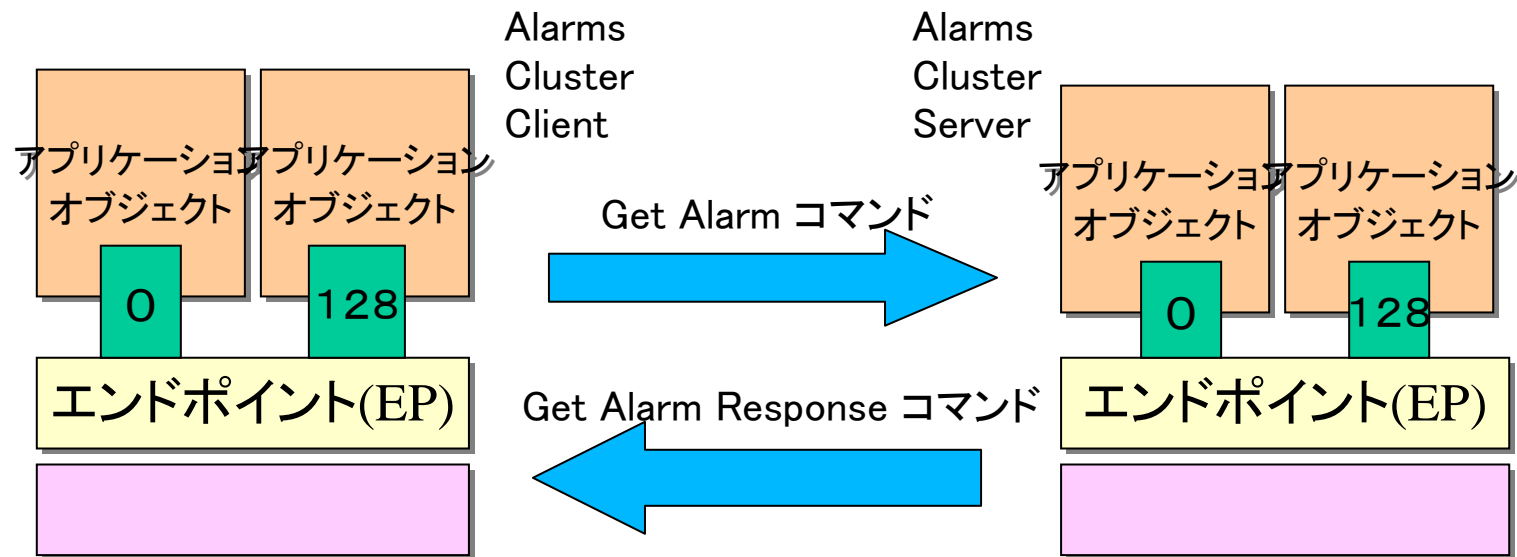 Alarms
Cluster
Client
Alarms
Cluster
Server
アプリケーション
オブジェクト
アプリケーション
オブジェクト
0
128
エンドポイント(EP)
Get Alarm コマンド
Get Alarm Response コマンド
アプリケーション
オブジェクト
アプリケーション
オブジェクト
0
128
エンドポイント(EP)